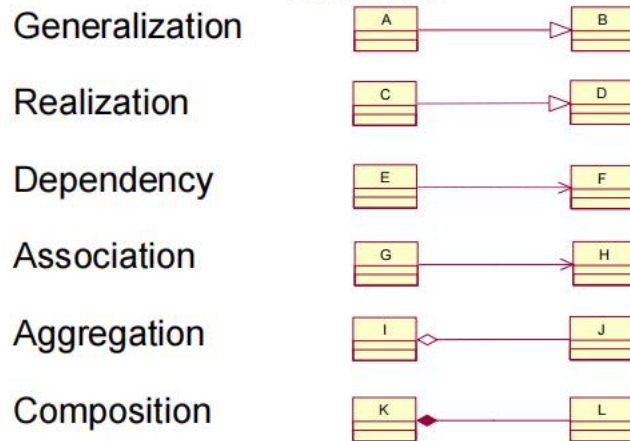 Generalization A B
Realization C D
Dependency E F
Association G H
Aggregation I J
Composition K L